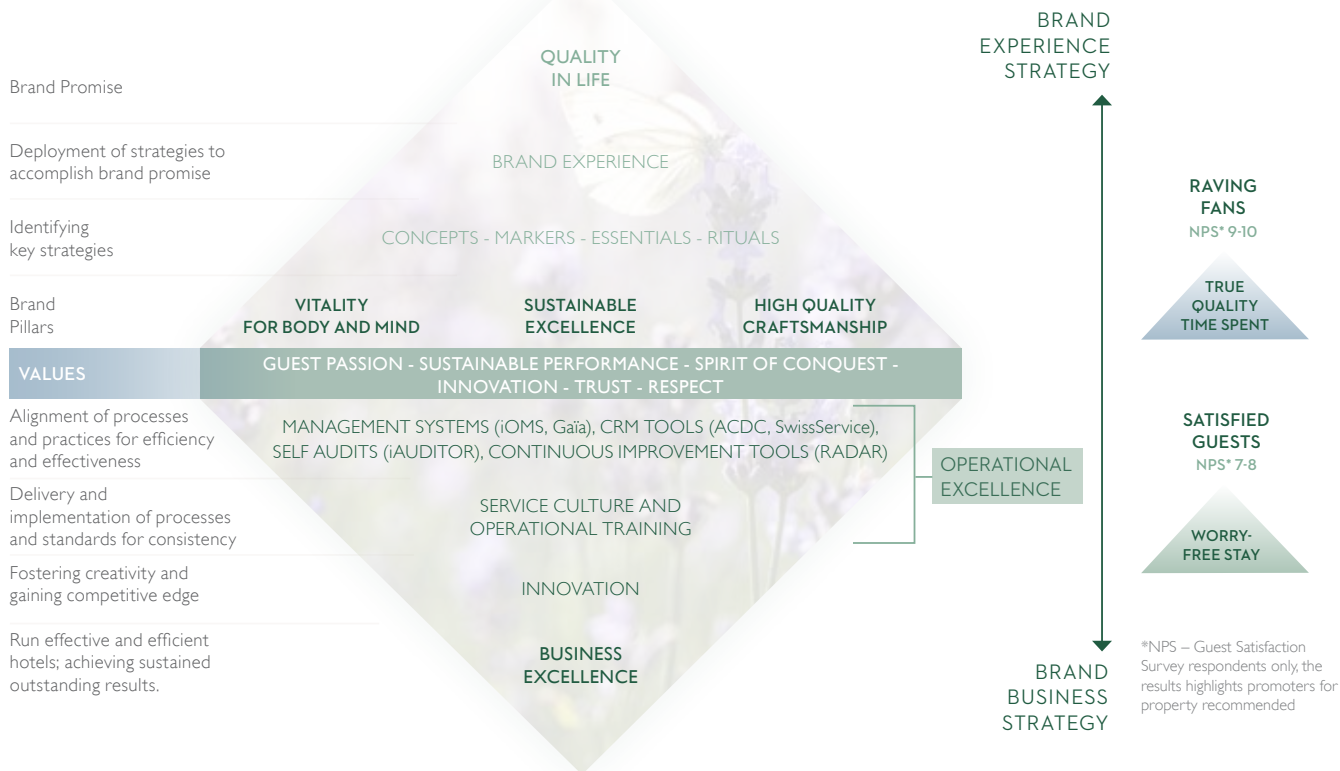 Brand Promise
QUALITY
IN LIFE
Deployment of strategies to
accomplish brand promise
BRAND EXPERIENCE
Identifying
key strategies
CONCEPTS - MARKERS - ESSENTIALS - RITUALS
Brand
Pillars
VITALITY
FOR BODY AND MIND
SUSTAINABLE
EXCELLENCE
HIGH QUALITY
CRAFTSMANSHIP
VALUES
GUEST PASSION - SUSTAINABLE PERFORMANCE - SPIRIT OF CONQUEST -
INNOVATION - TRUST - RESPECT
Alignment of processes
and practices for efficiency
and effectiveness
MANAGEMENT SYSTEMS (iOMS, Gaïa), CRM TOOLS (ACDC, SwissService),
SELF AUDITS (iAUDITOR), CONTINUOUS IMPROVEMENT TOOLS (RADAR)
Delivery and
implementation of processes
and standards for consistency
SERVICE CULTURE AND
OPERATIONAL TRAINING
OPERATIONAL
EXCELLENCE
Fostering creativity and
gaining competitive edge
INNOVATION
Run effective and efficient
hotels; achieving sustained
outstanding results.
BUSINESS
EXCELLENCE
BRAND
EXPERIENCE
STRATEGY
BRAND
BUSINESS
STRATEGY
RAVING
FANS
NPS* 9-10
TRUE
QUALITY
TIME SPENT
SATISFIED
GUESTS
NPS* 7-8
WORRY-
FREE STAY
*NPS – Guest Satisfaction
Survey respondents only, the
results highlights promoters for
property recommended